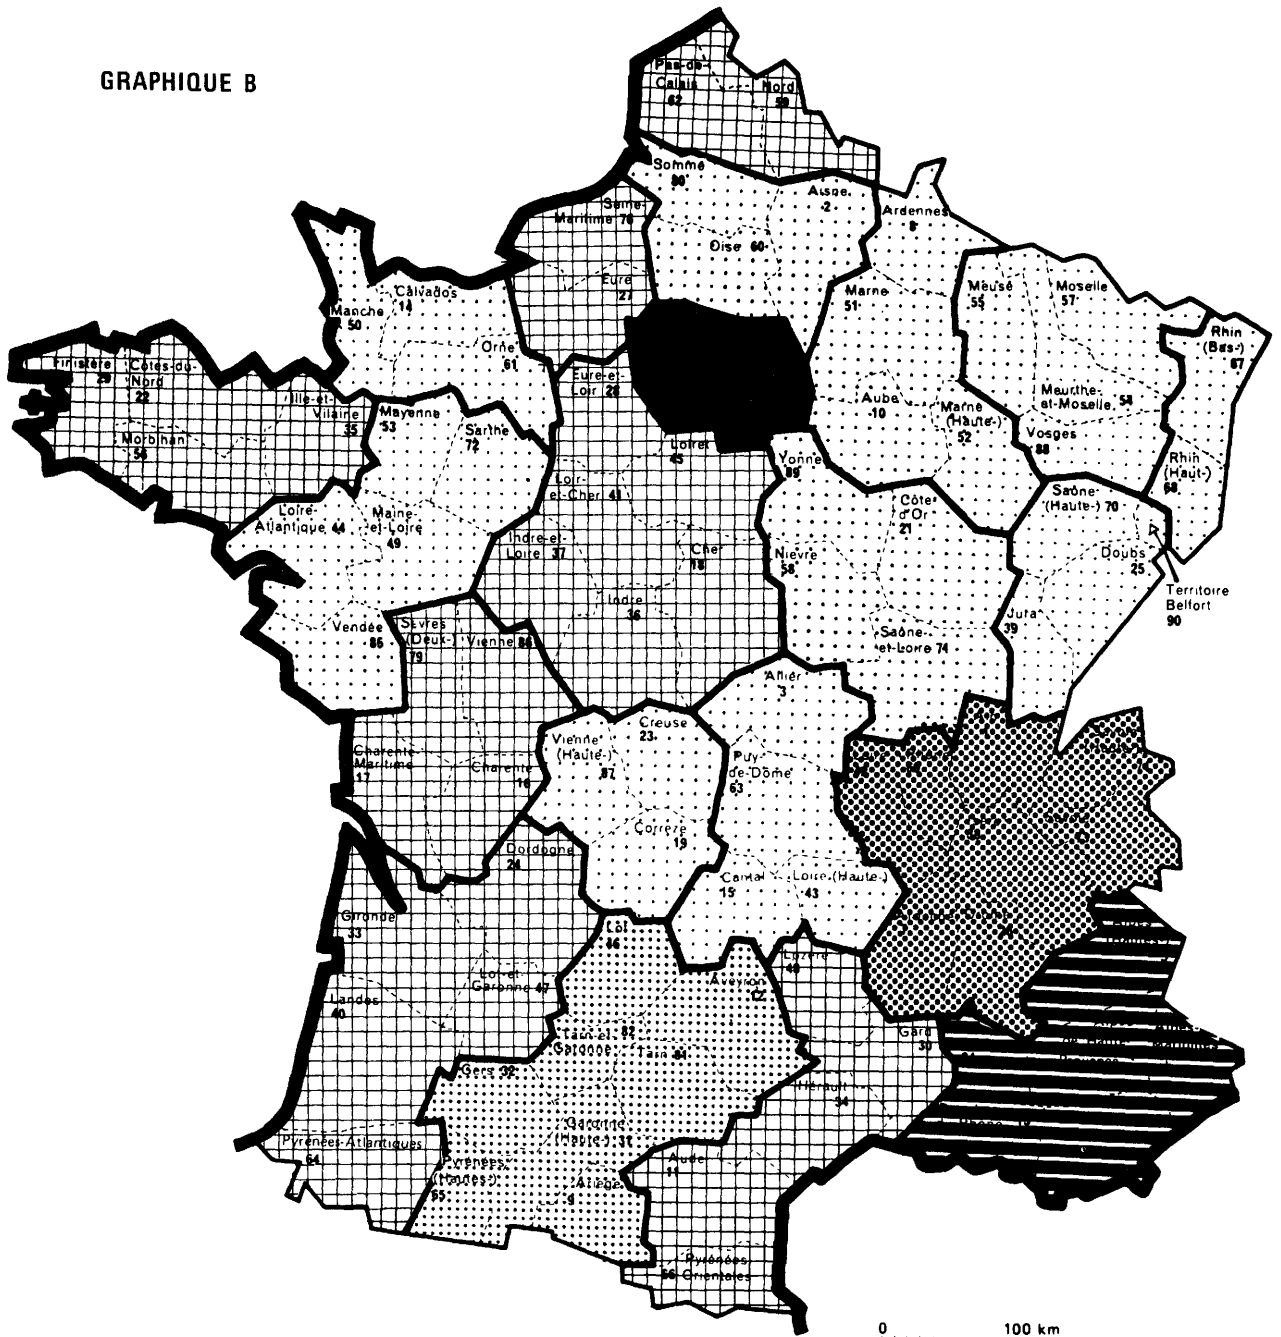 GRAPHIQUE B
Pas-de-
Calais
62
Nord
59
Somme
80
Aisne
2
Ardennes
8
Seine-
Maritime 76
Oise 60
Eure
27
Marne
51
Meuse
55
Moselle
57
Rhin
(Bas-)
67
Calvados
14
Manche
50
Orne
61
Finistère
29
Côtes-du-
Nord
22
Ille-et-
Vilaine
35
Morbihan
56
Mayenne
53
Sarthe
72
Eure-et-
Loir 28
Loiret
45
Aube
10
Marne
(Haute-)
52
Meurthe-
et-Moselle 54
Vosges
88
Rhin
(Haut-)
68
Yonne
89
Loir-
et-Cher 41
Côte-
d'Or
21
Saône-
(Haute-) 70
Loire-
Atlantique 44
Maine-
et-Loire
49
Indre-et-
Loire 37
Cher
18
Nièvre
58
Doubs
25
Territoire
Belfort
90
Indre
36
Vendée
85
Sèvres
(Deux-)
79
Vienne 86
Saône-
et-Loire 71
Jura
39
Allier
3
Creuse
23
Vienne
(Haute-)
87
Puy-
de-Dôme
63
Charente-
Maritime
17
Charente
16
Corrèze
19
Dordogne
24
Cantal
15
Loire (Haute-)
43
Gironde
33
Lot
46
Lozère
48
Aveyron
12
Lot-et-
Garonne 47
Landes
40
Tarn-et-
Garonne
82
Tarn 81
Gard
30
Gers 32
Hérault
34
Garonne
(Haute-) 31
Pyrénées-Atlantiques
64
Pyrénées
(Hautes-)
65
Ariège
9
Aude
11
Pyrénées
66 Orientales
0 100 km